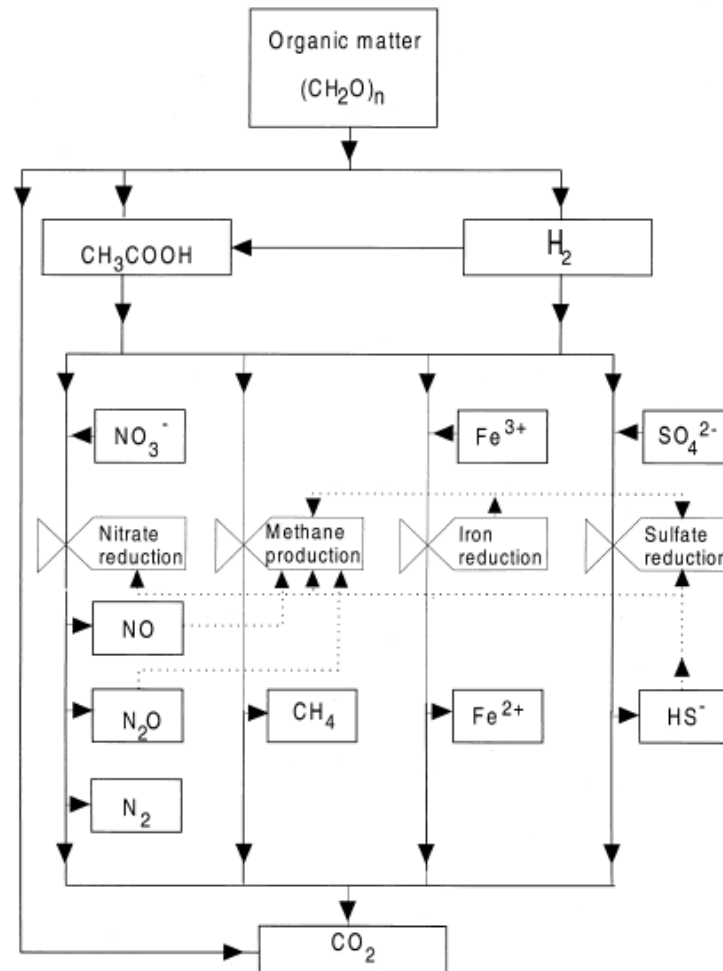 Organic matter
(CH₂O)ₙ
CH₃COOH
H₂
NO₃⁻
Fe³⁺
SO₄²⁻
Nitrate
reduction
Methane
production
Iron
reduction
Sulfate
reduction
NO
N₂O
CH₄
Fe²⁺
HS⁻
N₂
CO₂